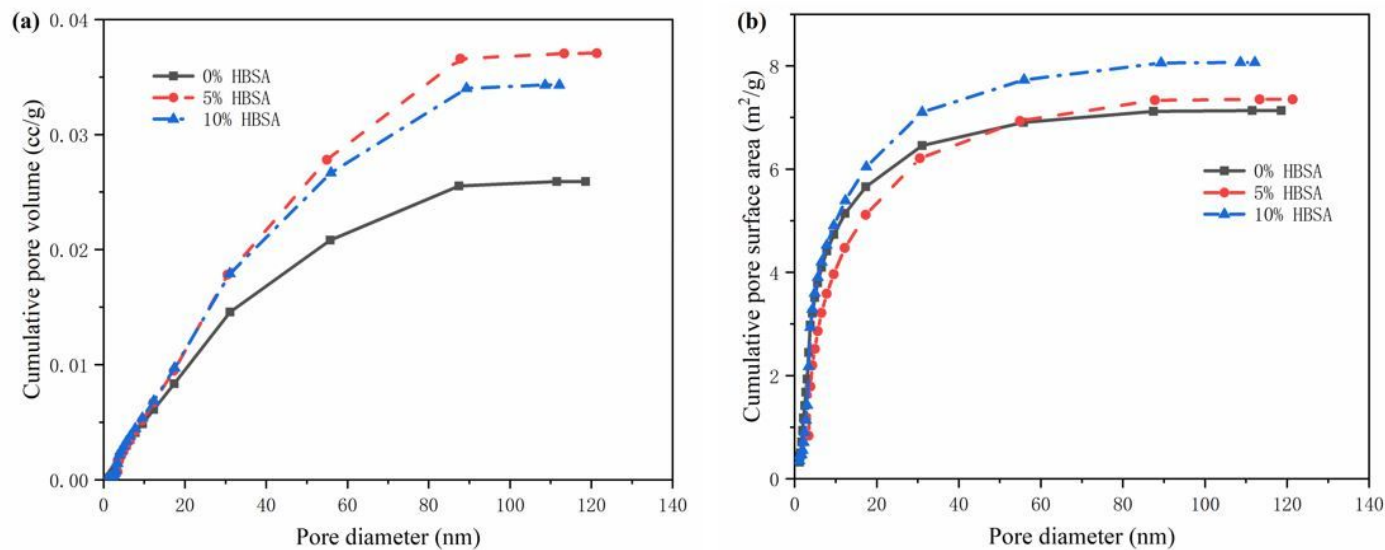 (a)
0.04
0.03
0.02
0.01
0.00
Cumulative pore volume (cc/g)
0% HBSA
5% HBSA
10% HBSA
0 20 40 60 80 100 120 140
Pore diameter (nm)
(b)
8
6
4
2
0
Cumulative pore surface area (m²/g)
0% HBSA
5% HBSA
10% HBSA
0 20 40 60 80 100 120 140
Pore diameter (nm)